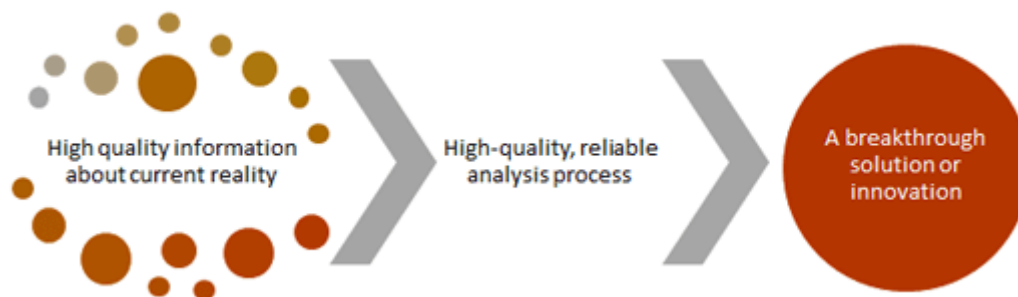 High quality information
about current reality
High-quality, reliable
analysis process
A breakthrough
solution or
innovation